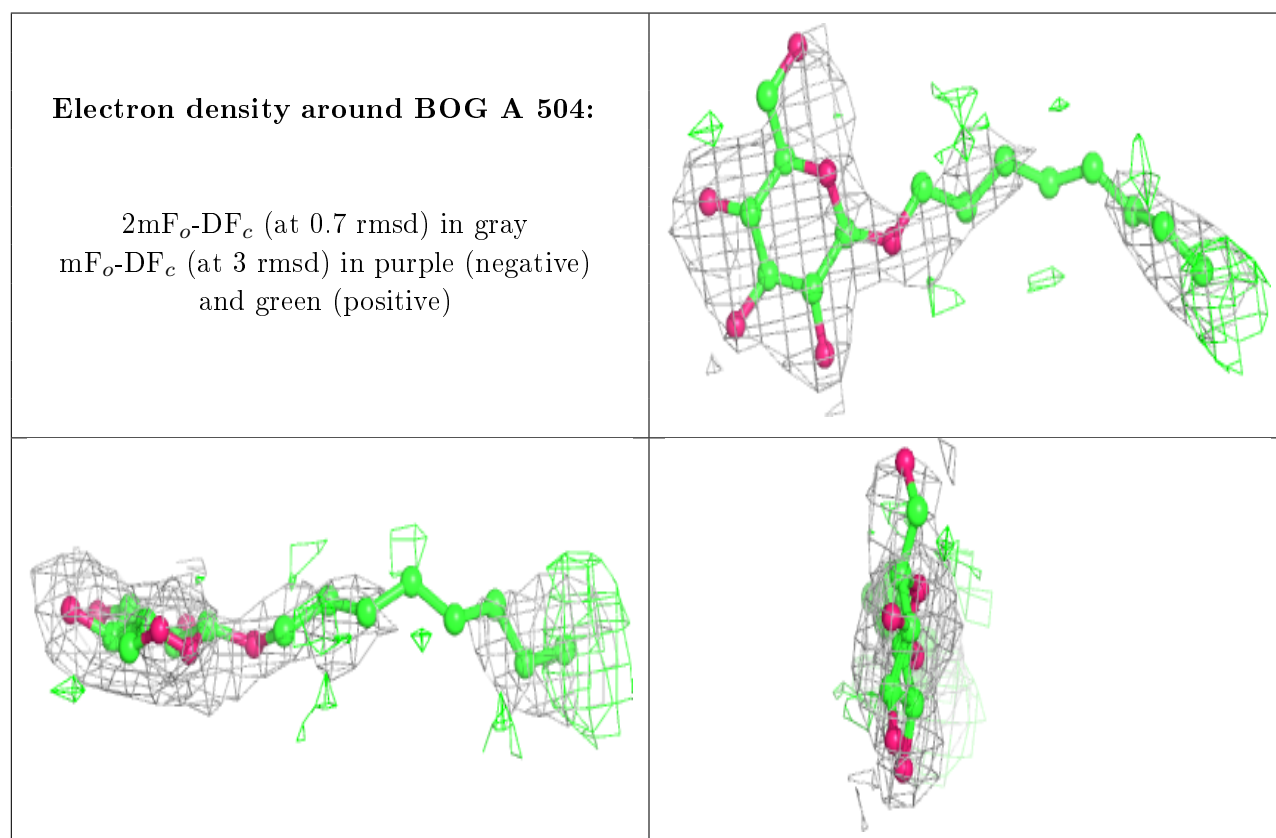 Electron density around BOG A 504:
2mFₒ-DF𝒸 (at 0.7 rmsd) in gray
mFₒ-DF𝒸 (at 3 rmsd) in purple (negative)
and green (positive)